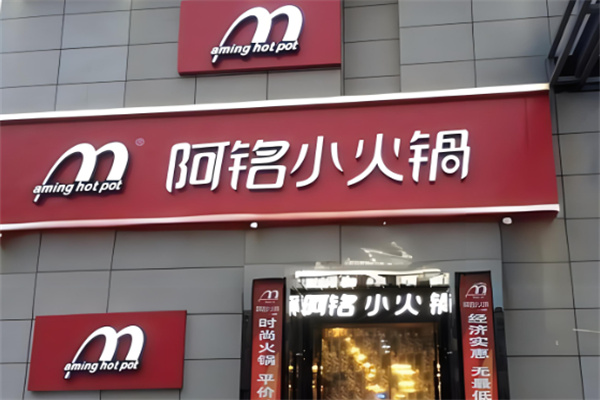 aming hot pot
aming hot pot
®
阿铭小火锅
阿铭小火锅
时尚火锅 平价
经济实惠 无最低
aming hot pot